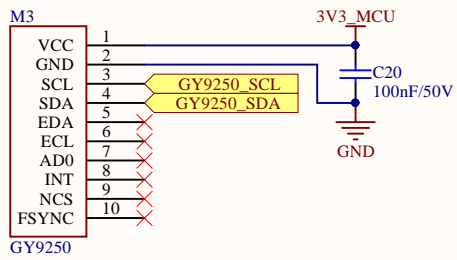 M3
3V3_MCU
VCC 1
GND 2
SCL 3 GY9250_SCL
SDA 4 GY9250_SDA
EDA 5
ECL 6
AD0 7
INT 8
NCS 9
FSYNC 10
C20
100nF/50V
GND
GY9250